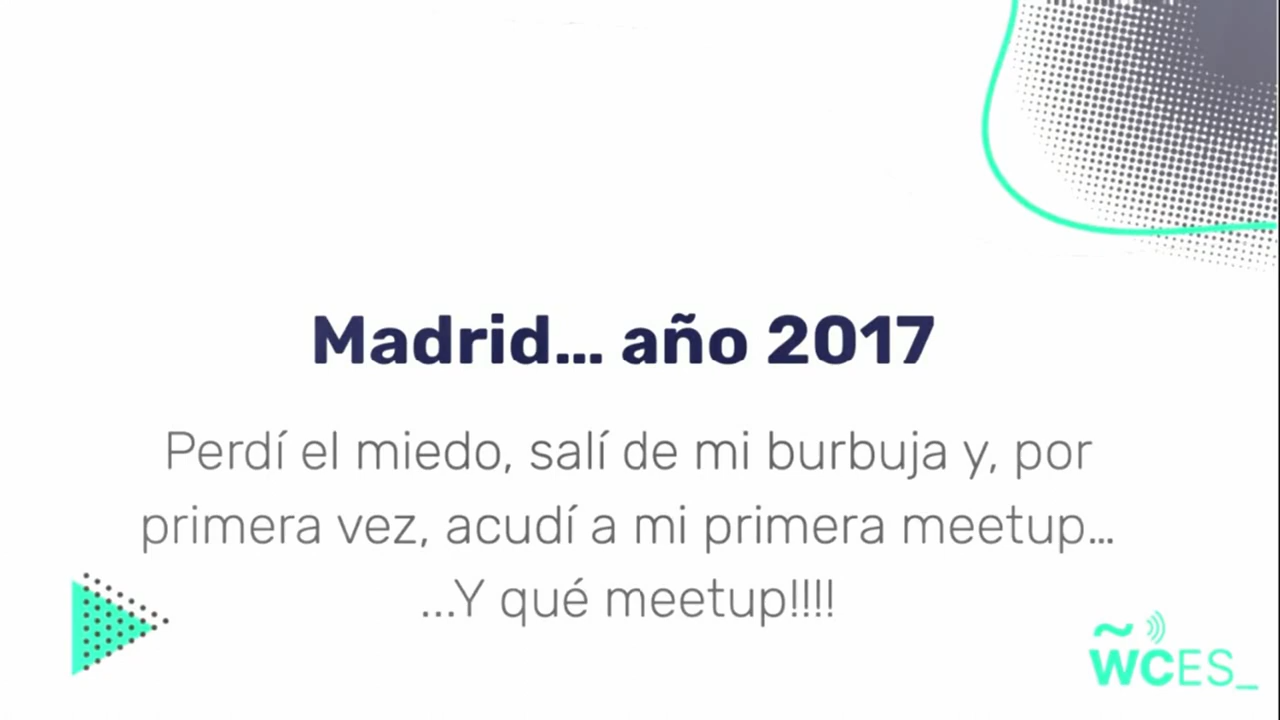 Madrid... año 2017
Perdí el miedo, salí de mi burbuja y, por
primera vez, acudí a mi primera meetup...
...Y qué meetup!!!!
WCES_